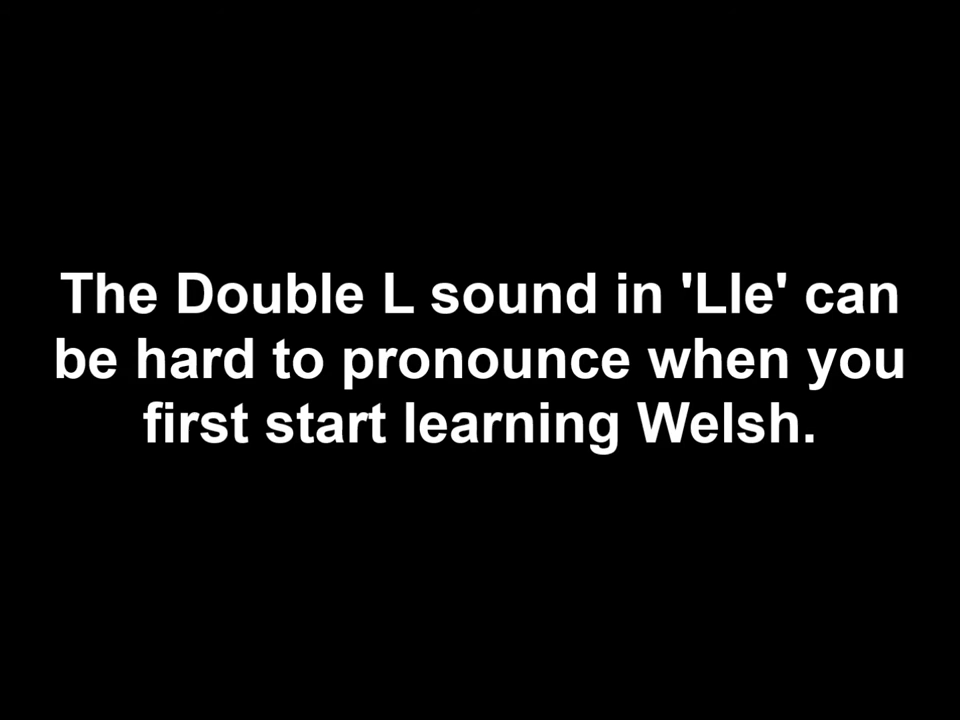 The Double L sound in 'Lle' can
be hard to pronounce when you
first start learning Welsh.